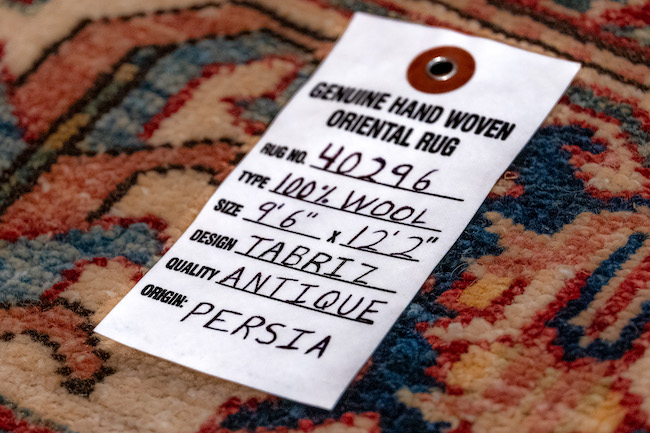 GENUINE HAND WOVEN
ORIENTAL RUG
RUG NO. 40296
TYPE 100% WOOL
SIZE 9'6" x 12'2"
DESIGN TABRIZ
QUALITY ANTIQUE
ORIGIN: PERSIA